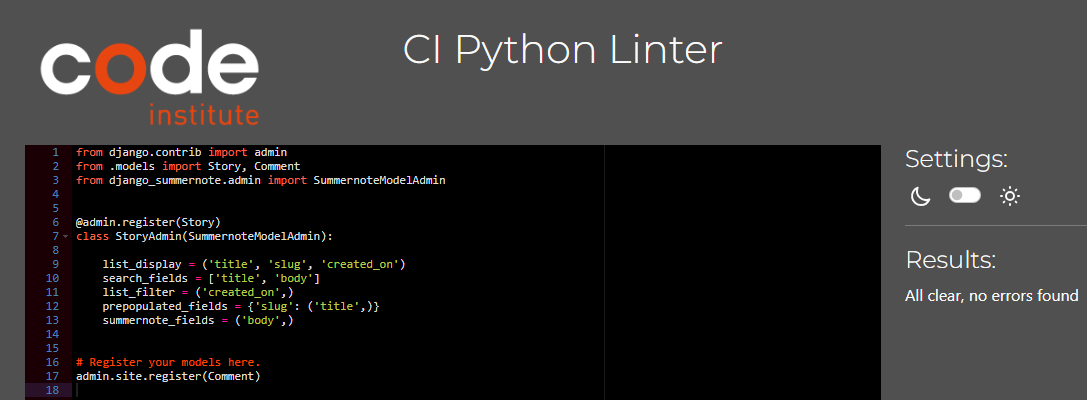 code
institute
CI Python Linter
1 from django.contrib import admin
2 from .models import Story, Comment
3 from django_summernote.admin import SummernoteModelAdmin
4
5
6 @admin.register(Story)
7 class StoryAdmin(SummernoteModelAdmin):
8
9     list_display = ('title', 'slug', 'created_on')
10     search_fields = ['title', 'body']
11     list_filter = ('created_on',)
12     prepopulated_fields = {'slug': ('title',)}
13     summernote_fields = ('body',)
14
15
16 # Register your models here.
17 admin.site.register(Comment)
18
Settings:
Results:
All clear, no errors found